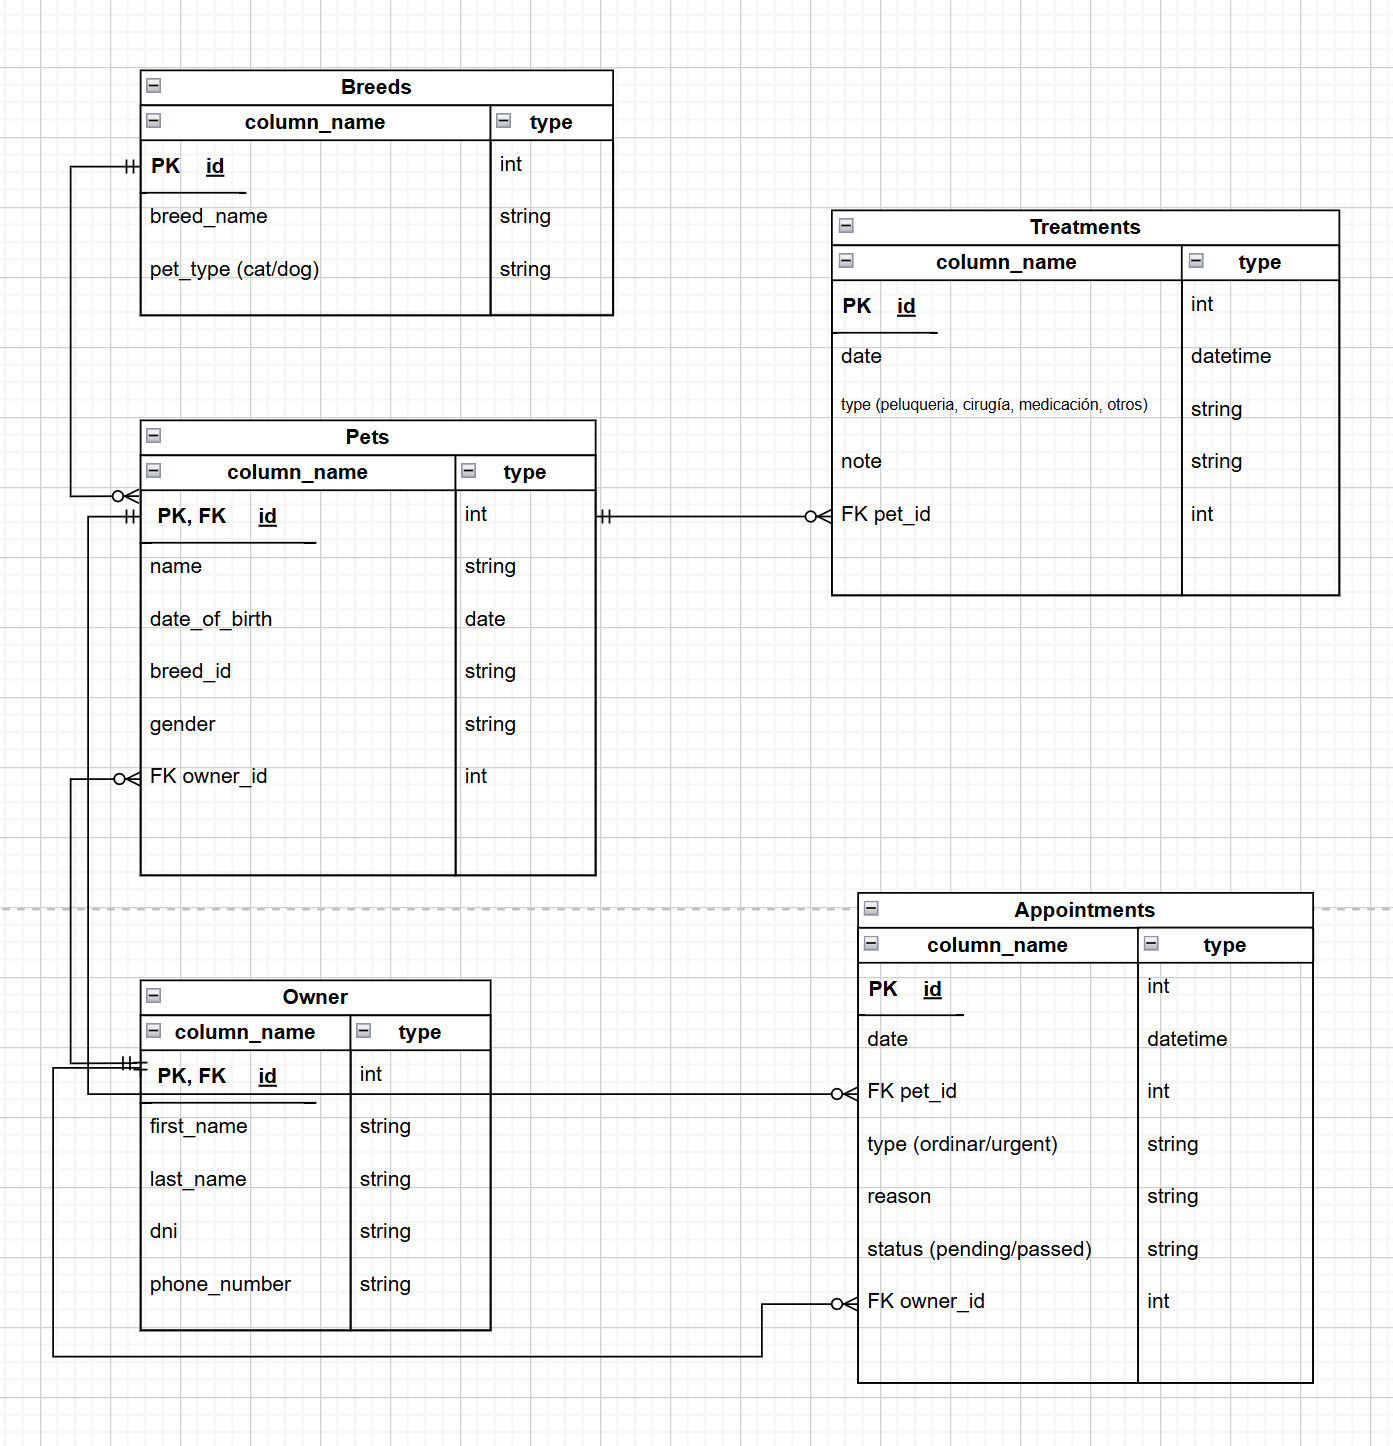 Breeds
column_name type
PK id int
breed_name string
pet_type (cat/dog) string
Treatments
column_name type
PK id int
date datetime
type (peluqueria, cirugía, medicación, otros) string
note string
FK pet_id int
Pets
column_name type
PK, FK id int
name string
date_of_birth date
breed_id string
gender string
FK owner_id int
Appointments
column_name type
PK id int
date datetime
FK pet_id int
type (ordinar/urgent) string
reason string
status (pending/passed) string
FK owner_id int
Owner
column_name type
PK, FK id int
first_name string
last_name string
dni string
phone_number string